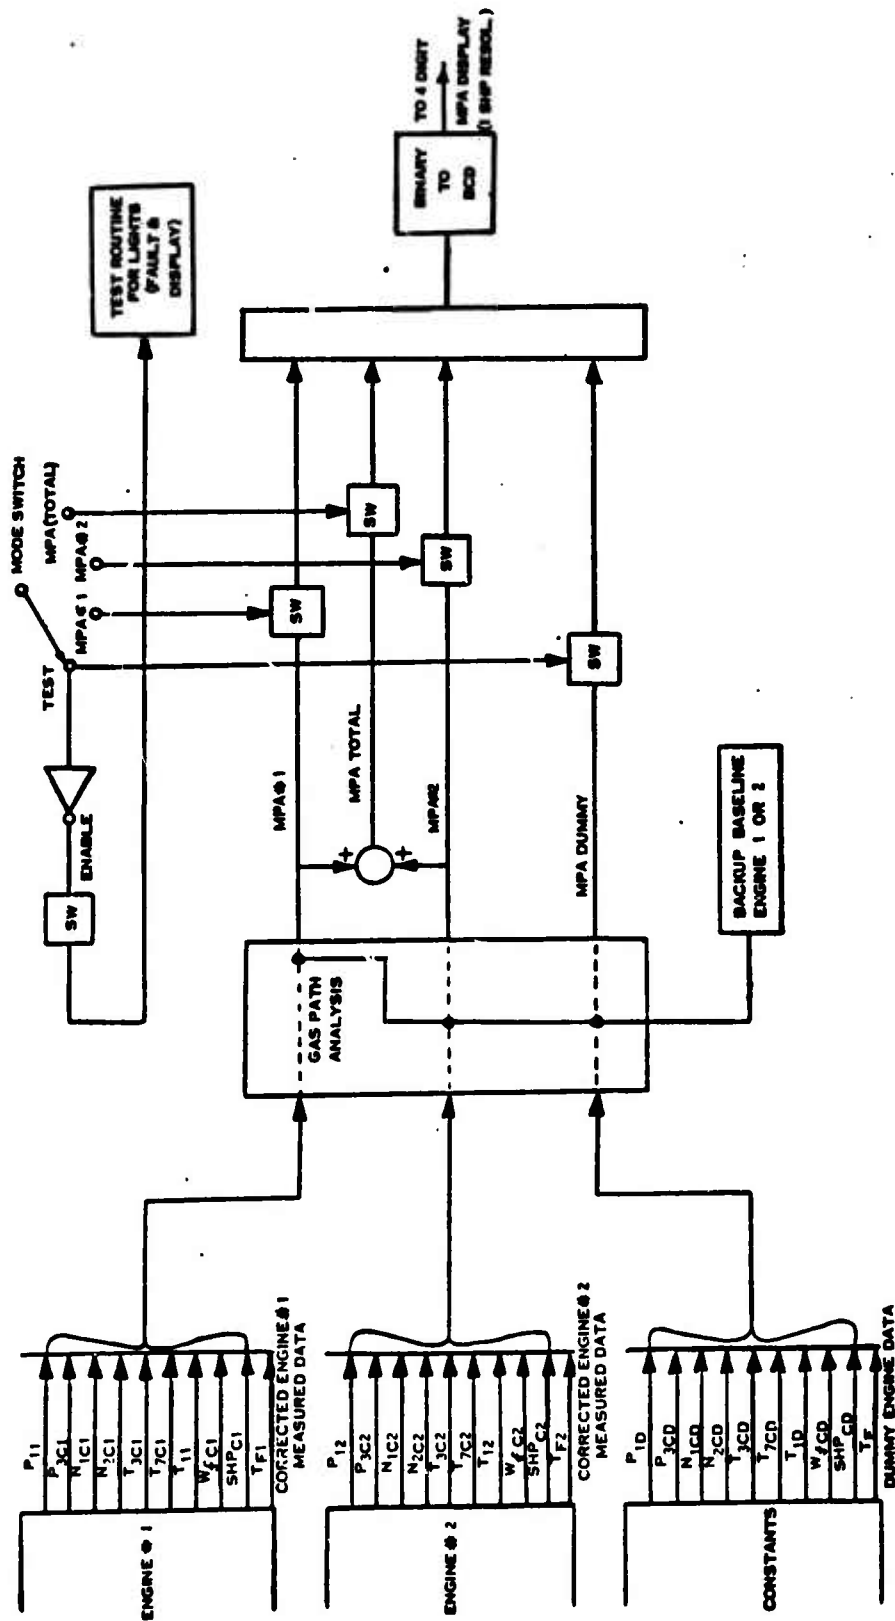 ENGINE # 1
P11
P3C1
N1C1
N2C1
T3C1
T7C1
T11
WfC1
SHPC1
TF1
CORRECTED ENGINE # 1
MEASURED DATA
ENGINE # 2
P12
P3C2
N1C2
N2C2
T3C2
T7C2
T12
WfC2
SHPC2
TF2
CORRECTED ENGINE # 2
MEASURED DATA
CONSTANTS
P1D
P3CD
N1CD
N2CD
T3CD
T7CD
T1D
WfCD
SHPCD
TF
DUMMY ENGINE DATA
GAS PATH
ANALYSIS
BACKUP BASELINE
ENGINE 1 OR 2
SW
ENABLE
TEST
MODE SWITCH
MPA # 1
MPA # 2
MPA (TOTAL)
MPA # 1
+
MPA TOTAL
+
MPA#2
MPA DUMMY
SW
SW
SW
SW
TEST ROUTINE
FOR LIGHTS
(FAULT &
DISPLAY)
BINARY
TO
BCD
TO 4 DIGIT
MPA DISPLAY
(1 SHP RESOL.)